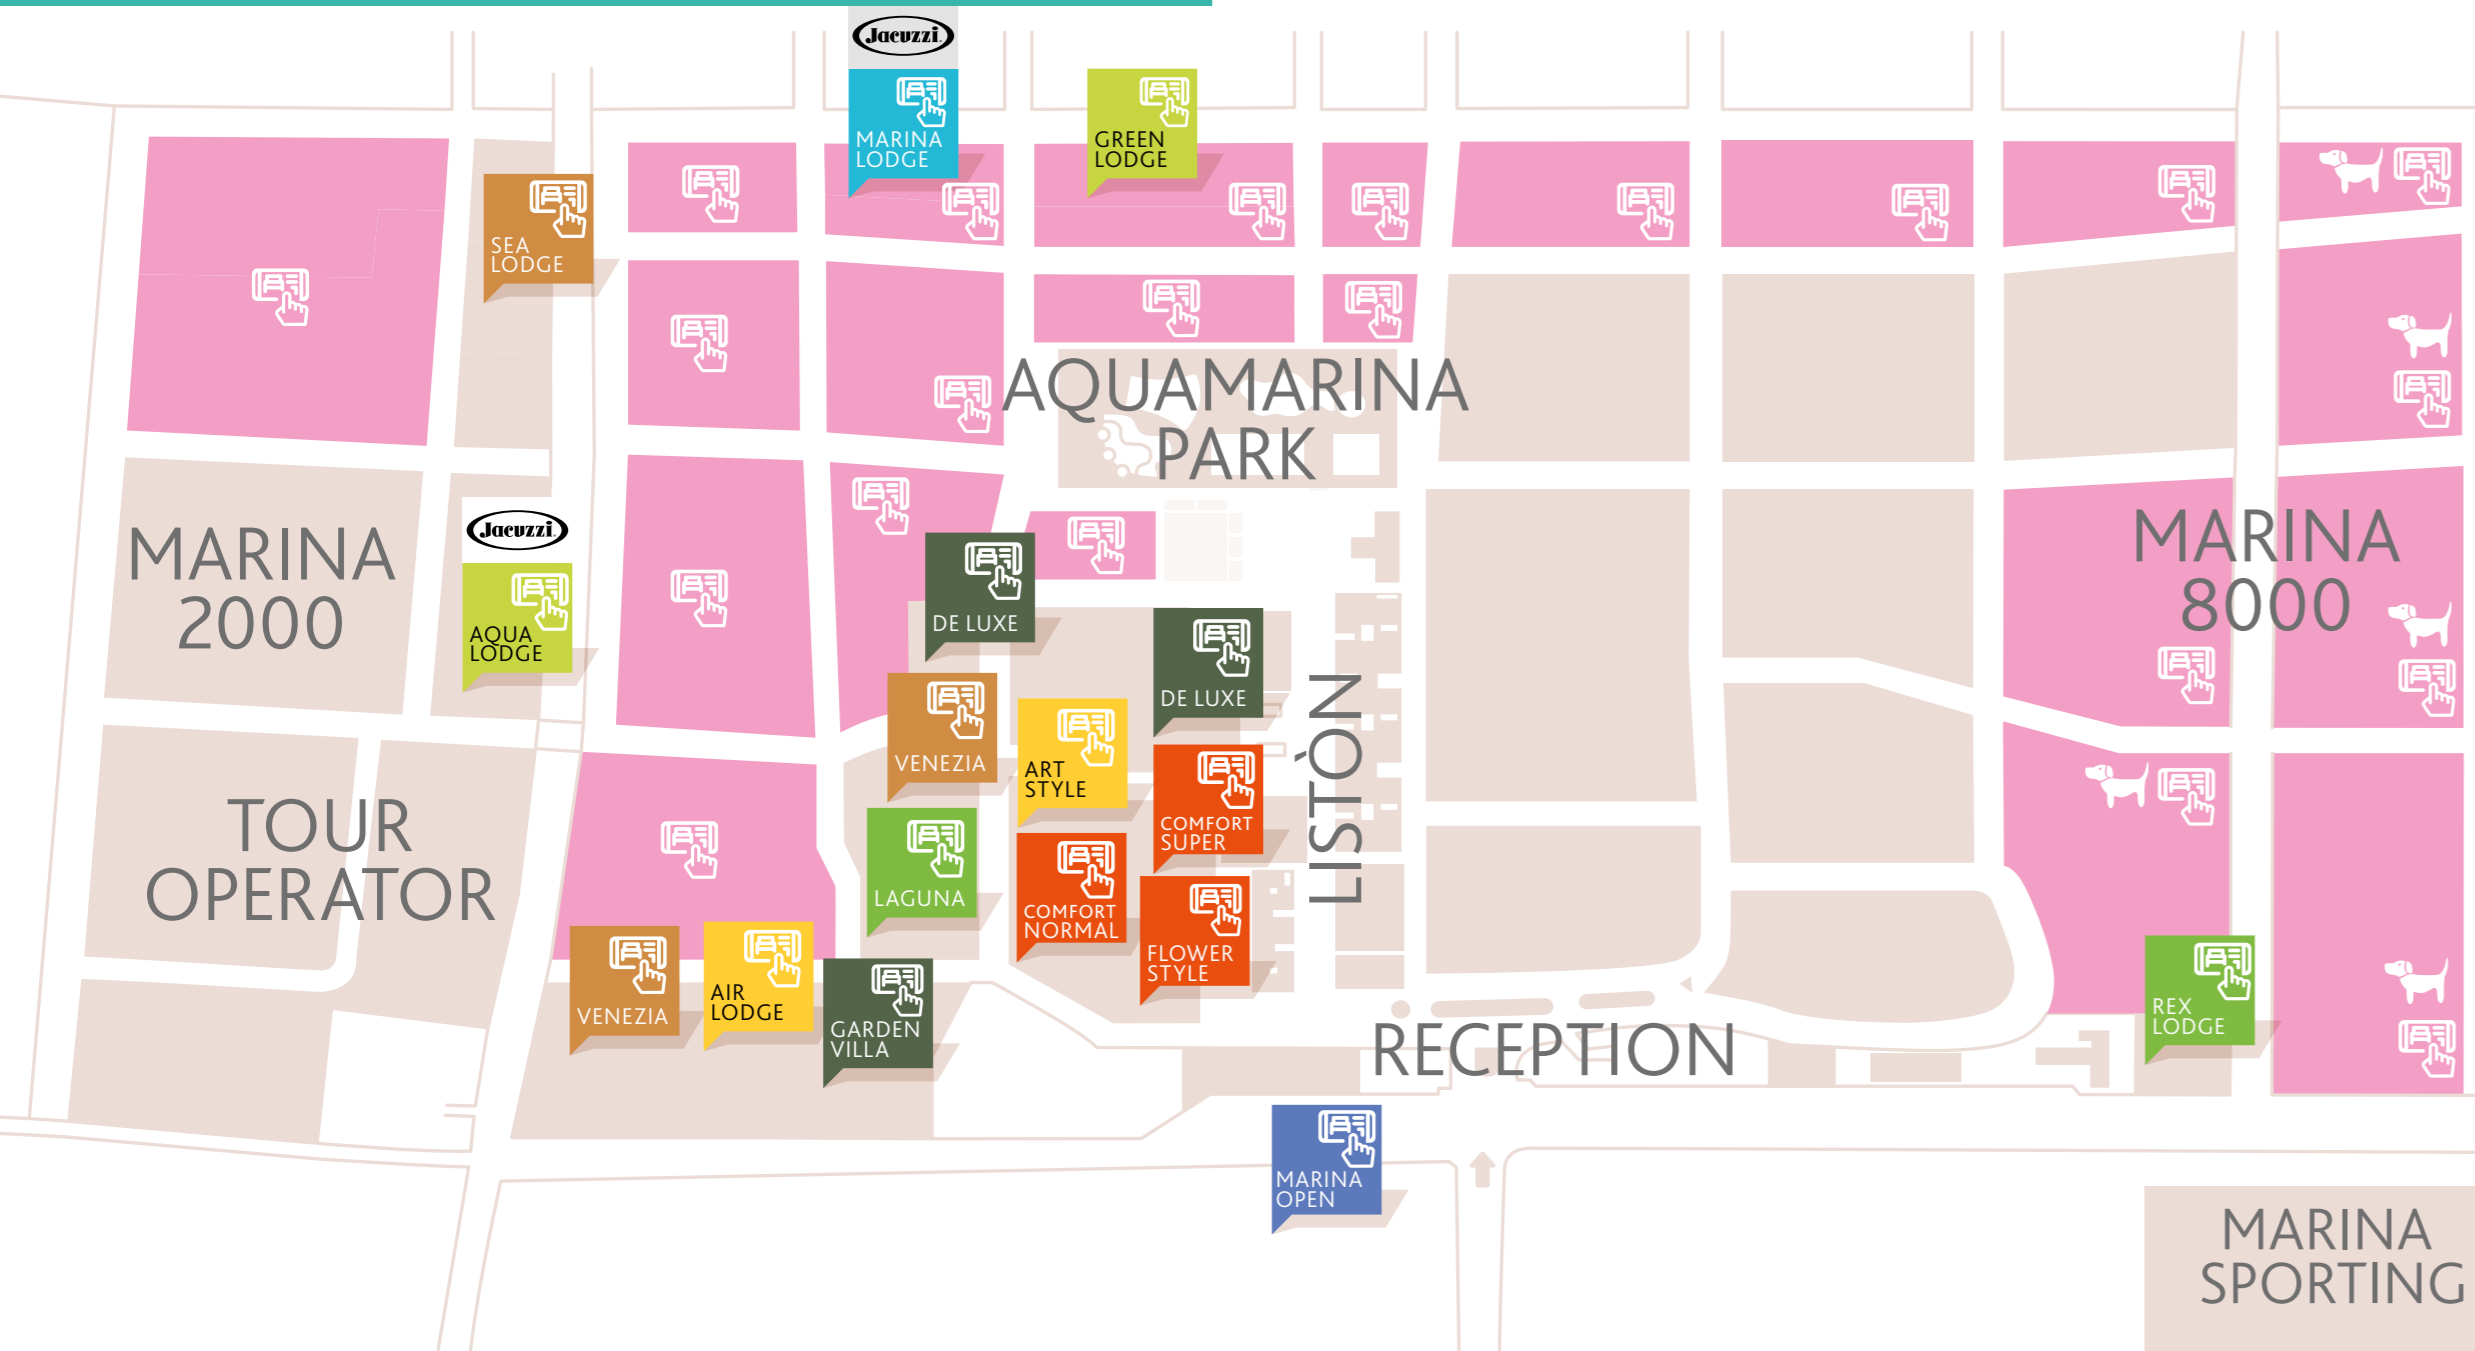 Jacuzzi
MARINA
LODGE
GREEN
LODGE
SEA
LODGE
AQUAMARINA
PARK
MARINA
2000
Jacuzzi
AQUA
LODGE
MARINA
8000
DE LUXE
DE LUXE
VENEZIA
ART
STYLE
LISTÒN
COMFORT
SUPER
TOUR
OPERATOR
LAGUNA
COMFORT
NORMAL
FLOWER
STYLE
VENEZIA
AIR
LODGE
GARDEN
VILLA
RECEPTION
REX
LODGE
MARINA
OPEN
MARINA
SPORTING